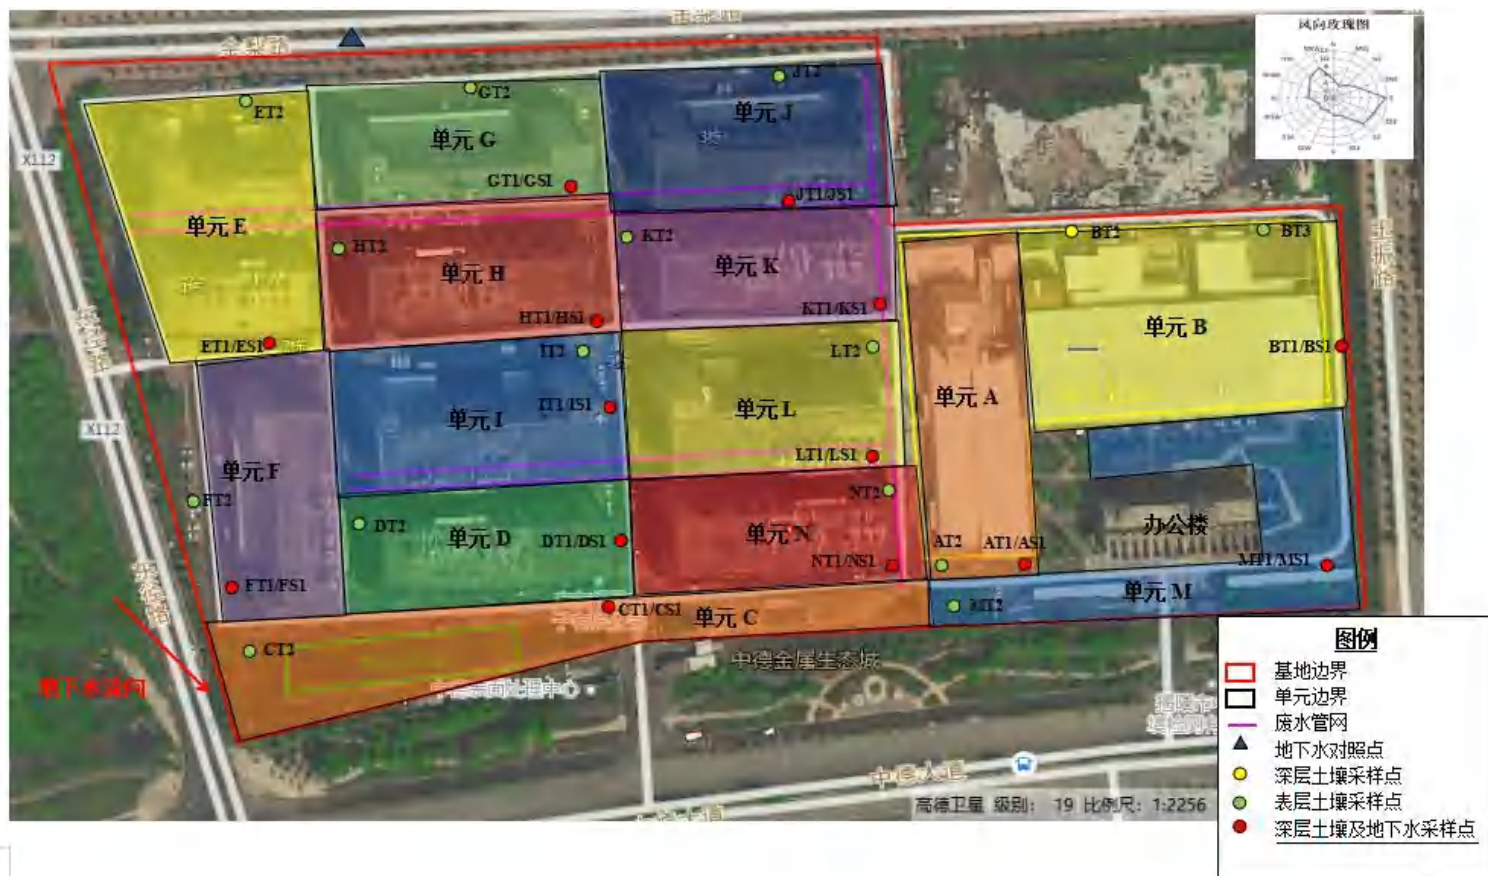 风向玫瑰图
金梨路
X112
ET2
GT2
JT2
单元 G
单元 J
GT1/GS1
JT1/JS1
单元 E
HT2
KT2
BT2
BT3
单元 H
单元 K
HT1/HS1
KT1/KS1
ET1/ES1
单元 B
BT1/BS1
IT2
LT2
单元 A
X112
IT1/IS1
单元 I
单元 L
LT1/LS1
单元 F
FT2
NT2
DT2
单元 D
DT1/DS1
单元 N
NT1/NS1
办公楼
AT2
AT1/AS1
MT1/MS1
FT1/FS1
CT1/CS1
单元 C
单元 M
MT2
CT2
地下水流向
中德金属生态城
中德大道
高德卫星 级别： 19 比例尺：1:2256
图例
基地边界
单元边界
废水管网
地下水对照点
深层土壤采样点
表层土壤采样点
深层土壤及地下水采样点